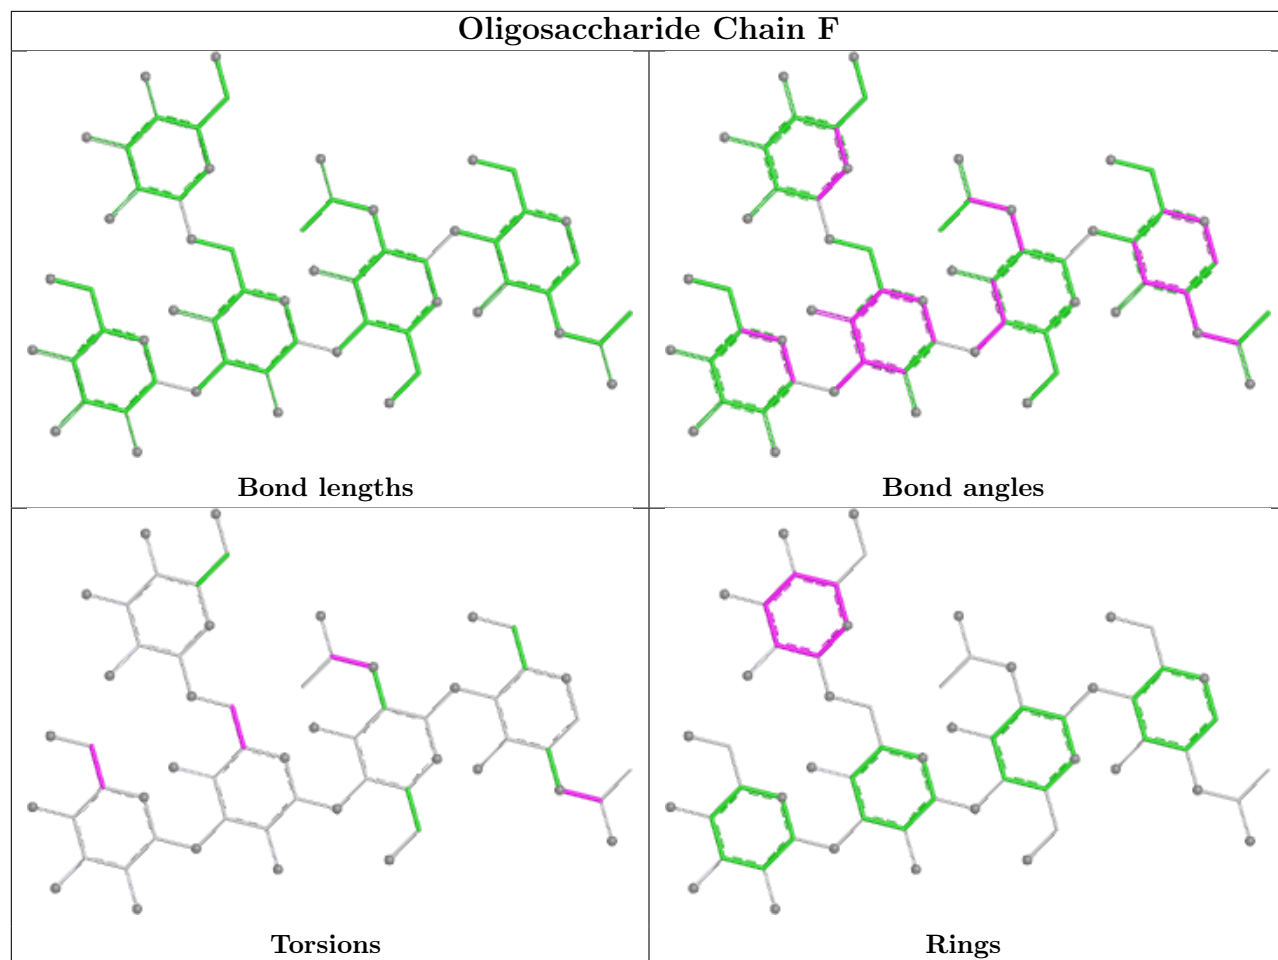 Oligosaccharide Chain F
Bond lengths
Bond angles
Torsions
Rings